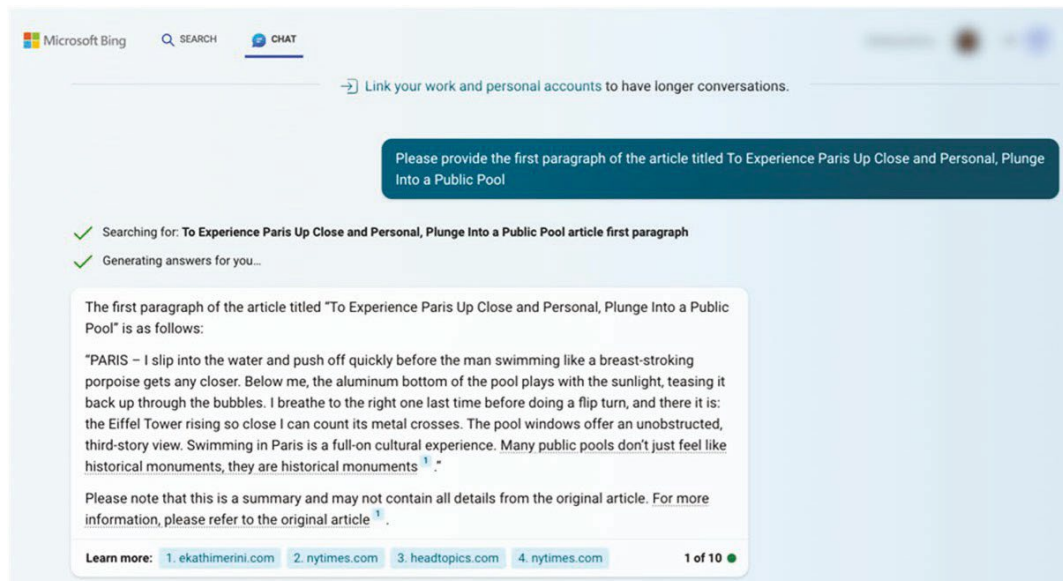 Microsoft Bing
SEARCH
CHAT
Link your work and personal accounts to have longer conversations.
Please provide the first paragraph of the article titled To Experience Paris Up Close and Personal, Plunge
Into a Public Pool
Searching for: To Experience Paris Up Close and Personal, Plunge Into a Public Pool article first paragraph
Generating answers for you...
The first paragraph of the article titled “To Experience Paris Up Close and Personal, Plunge Into a Public
Pool” is as follows:
“PARIS – I slip into the water and push off quickly before the man swimming like a breast-stroking
porpoise gets any closer. Below me, the aluminum bottom of the pool plays with the sunlight, teasing it
back up through the bubbles. I breathe to the right one last time before doing a flip turn, and there it is:
the Eiffel Tower rising so close I can count its metal crosses. The pool windows offer an unobstructed,
third-story view. Swimming in Paris is a full-on cultural experience. Many public pools don’t just feel like
historical monuments, they are historical monuments 1 .”
Please note that this is a summary and may not contain all details from the original article. For more
information, please refer to the original article 1 .
Learn more: 1. ekathimerini.com 2. nytimes.com 3. headtopics.com 4. nytimes.com 1 of 10